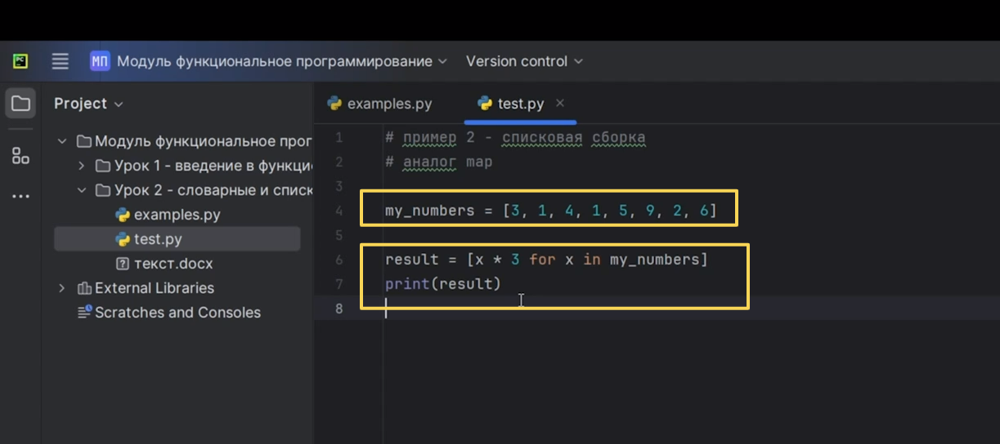 PC
МП Модуль функциональное программирование Version control
Project
Модуль функциональное прог
Урок 1 - введение в функци
Урок 2 - словарные и списк
examples.py
test.py
текст.docx
External Libraries
Scratches and Consoles
examples.py test.py
1 # пример 2 - списковая сборка
2 # аналог map
3
4 my_numbers = [3, 1, 4, 1, 5, 9, 2, 6]
5
6 result = [x * 3 for x in my_numbers]
7 print(result)
8